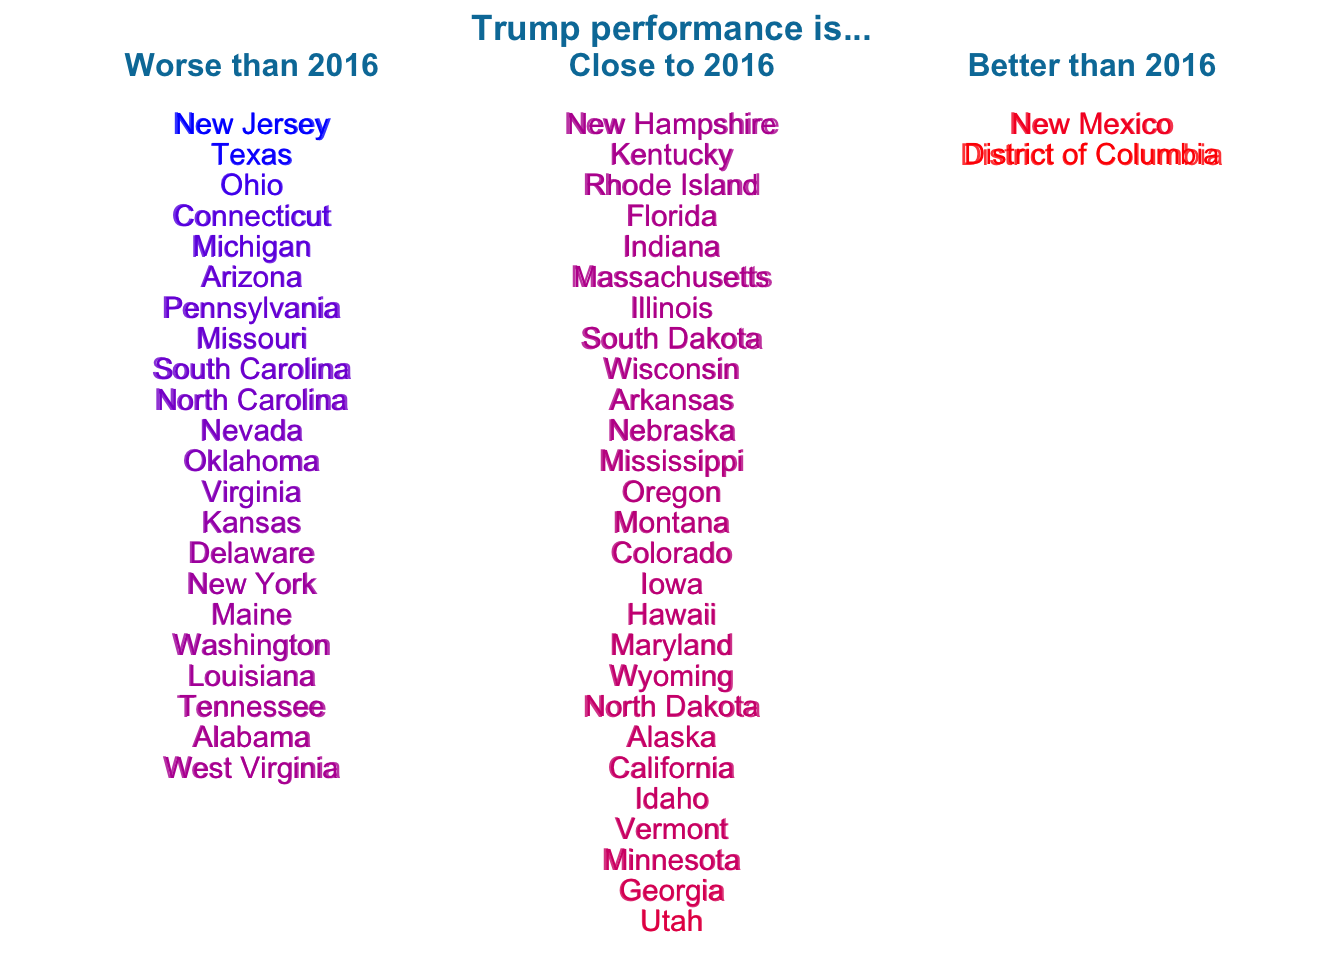 Trump performance is...
Worse than 2016
New Jersey
Texas
Ohio
Connecticut
Michigan
Arizona
Pennsylvania
Missouri
South Carolina
North Carolina
Nevada
Oklahoma
Virginia
Kansas
Delaware
New York
Maine
Washington
Louisiana
Tennessee
Alabama
West Virginia
Close to 2016
New Hampshire
Kentucky
Rhode Island
Florida
Indiana
Massachusetts
Illinois
South Dakota
Wisconsin
Arkansas
Nebraska
Mississippi
Oregon
Montana
Colorado
Iowa
Hawaii
Maryland
Wyoming
North Dakota
Alaska
California
Idaho
Vermont
Minnesota
Georgia
Utah
Better than 2016
New Mexico
District of Columbia